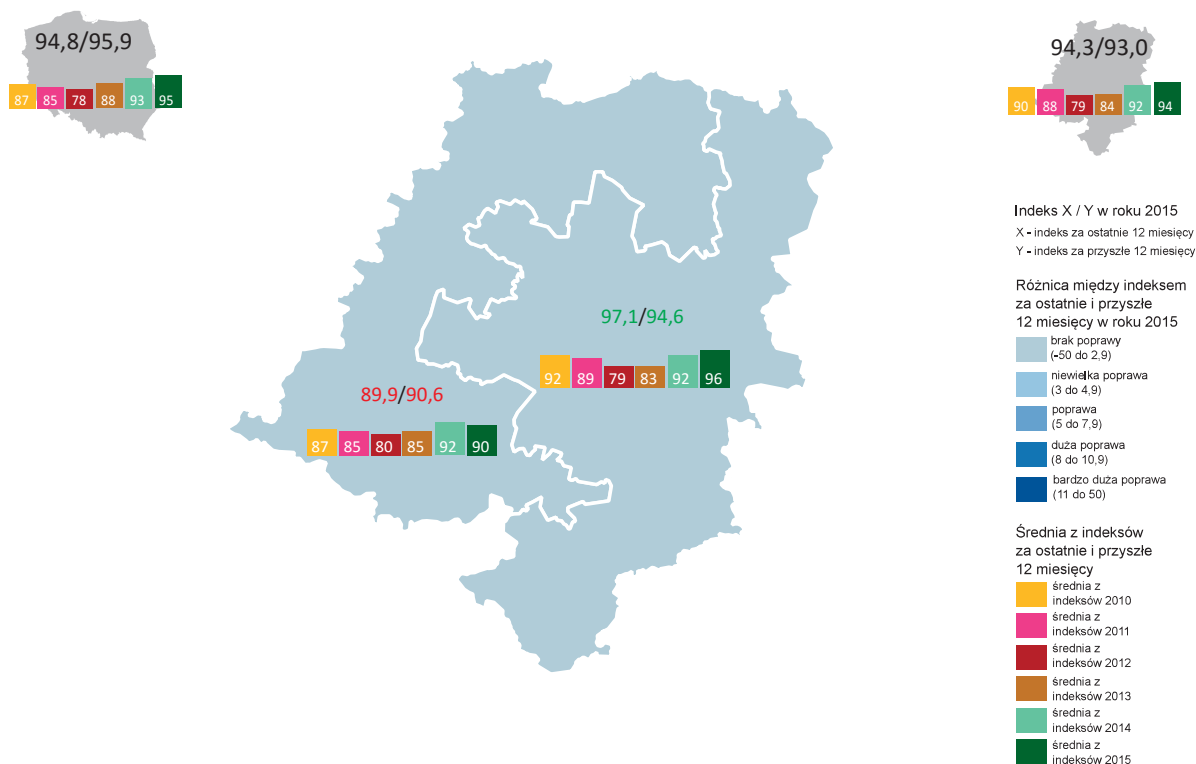 94,8/95,9
87 85 78 88 93 95
94,3/93,0
90 88 79 84 92 94
97,1/94,6
92 89 79 83 92 96
89,9/90,6
87 85 80 85 92 90
Indeks X / Y w roku 2015
X - indeks za ostatnie 12 miesięcy
Y - indeks za przyszłe 12 miesięcy
Różnica między indeksem
za ostatnie i przyszłe
12 miesięcy w roku 2015
brak poprawy
(-50 do 2,9)
niewielka poprawa
(3 do 4,9)
poprawa
(5 do 7,9)
duża poprawa
(8 do 10,9)
bardzo duża poprawa
(11 do 50)
Średnia z indeksów
za ostatnie i przyszłe
12 miesięcy
średnia z
indeksów 2010
średnia z
indeksów 2011
średnia z
indeksów 2012
średnia z
indeksów 2013
średnia z
indeksów 2014
średnia z
indeksów 2015